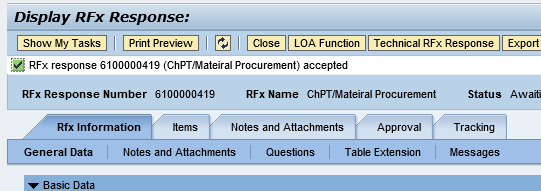 Display RFx Response:
Show My Tasks Print Preview Close LOA Function Technical RFx Response Export
RFx response 6100000419 (ChPT/Mateiral Procurement) accepted
RFx Response Number 6100000419 RFx Name ChPT/Mateiral Procurement Status Awaiti
Rfx Information Items Notes and Attachments Approval Tracking
General Data Notes and Attachments Questions Table Extension Messages
Basic Data